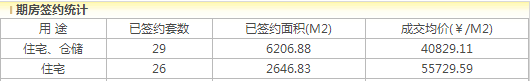 期房签约统计
用 途 已签约套数 已签约面积(M2) 成交均价(￥/M2)
住宅、仓储 29 6206.88 40829.11
住宅 26 2646.83 55729.59